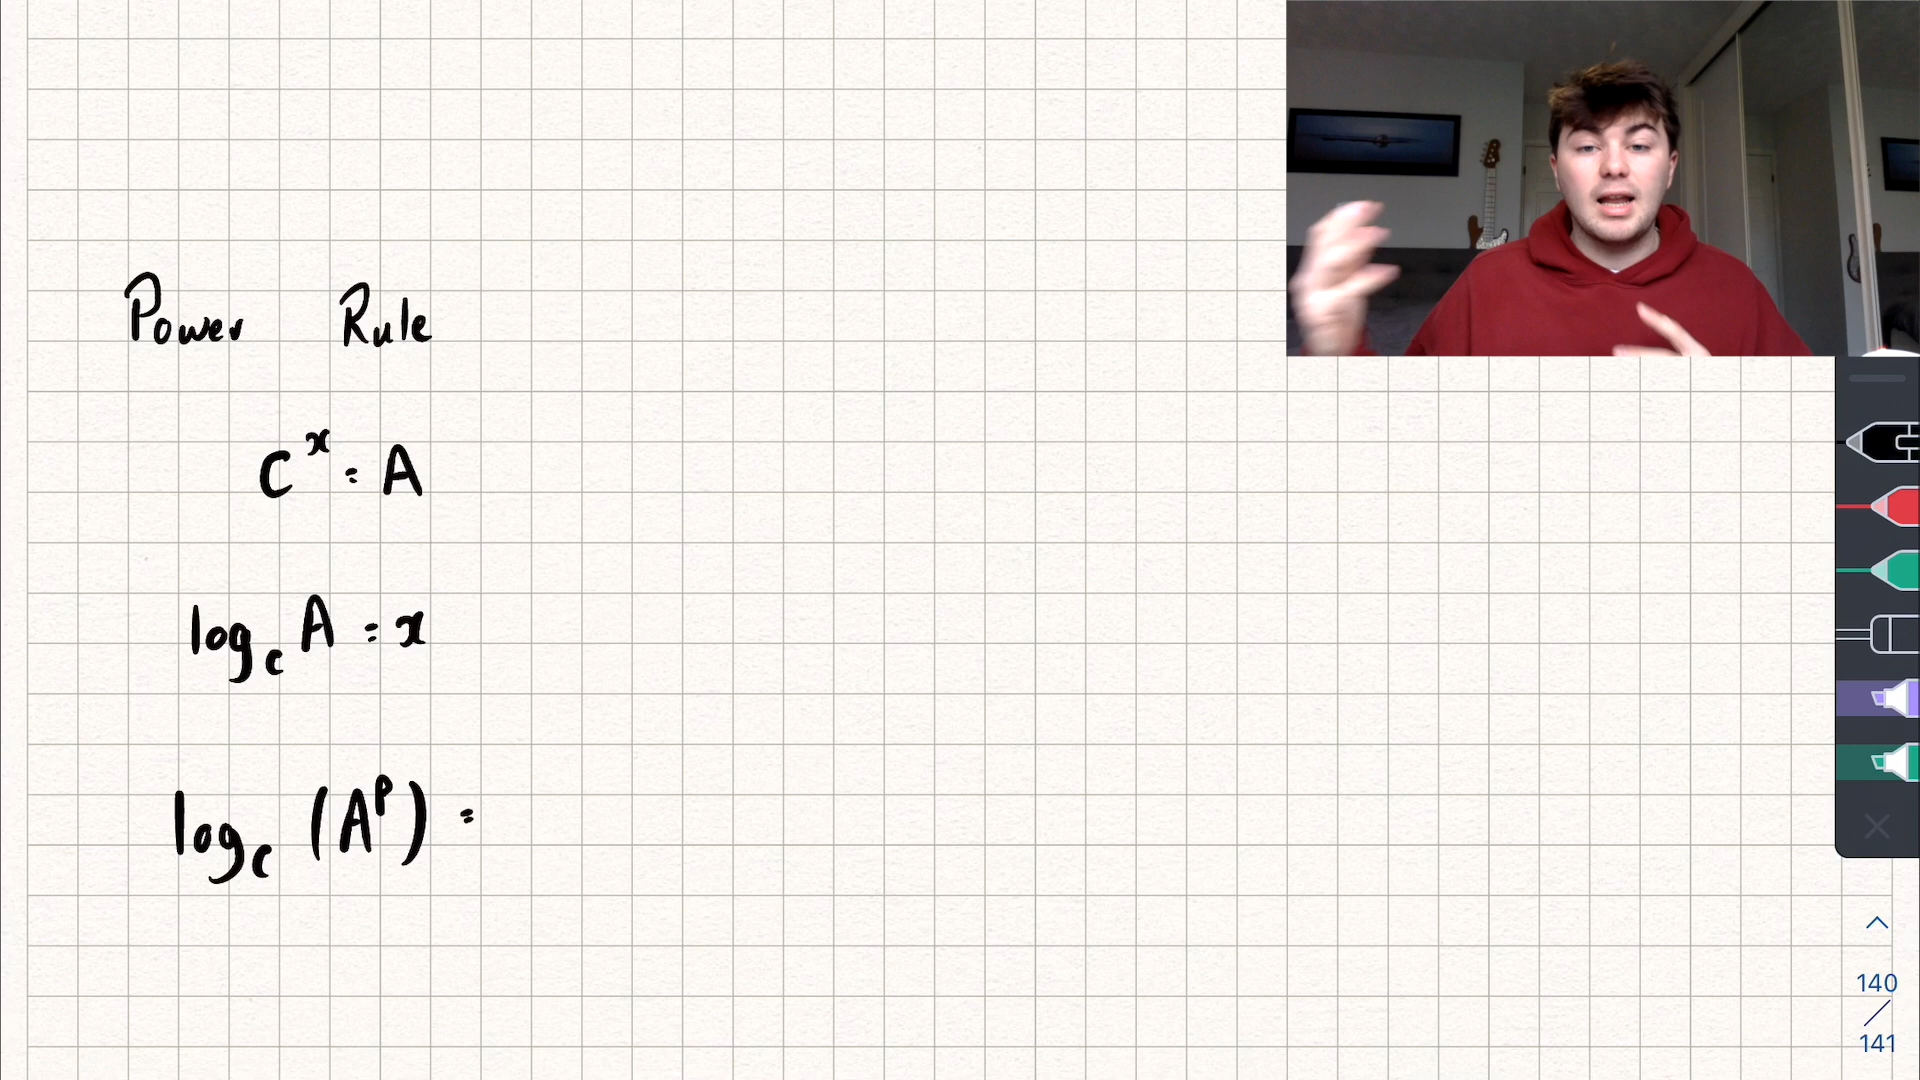 Power Rule
C^x = A
log_c A = x
log_c (A^p) =
140
/
141